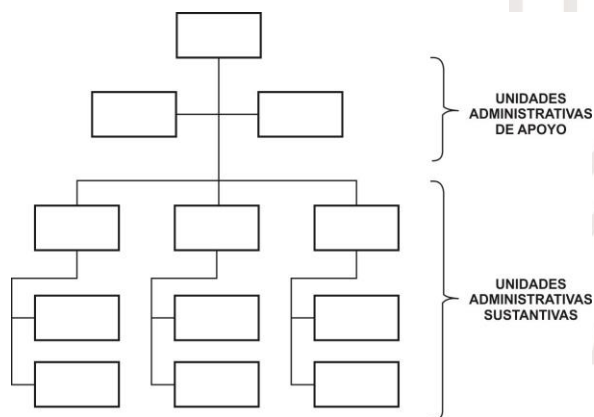 UNIDADES
ADMINISTRATIVAS
DE APOYO
UNIDADES
ADMINISTRATIVAS
SUSTANTIVAS